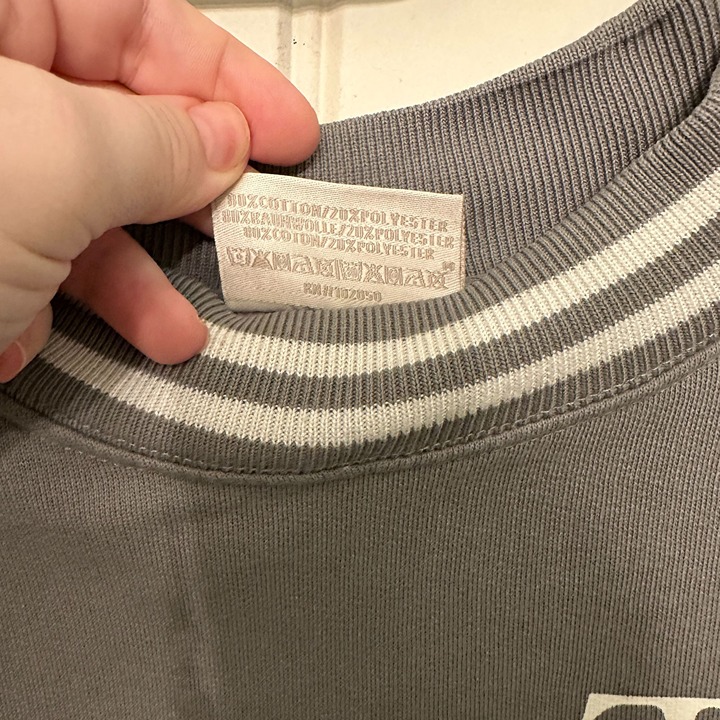 80%COTTON/20%POLYESTER
80%BAUMWOLLE/20%POLYESTER
80%COTON/20%POLYESTER
RN#102050